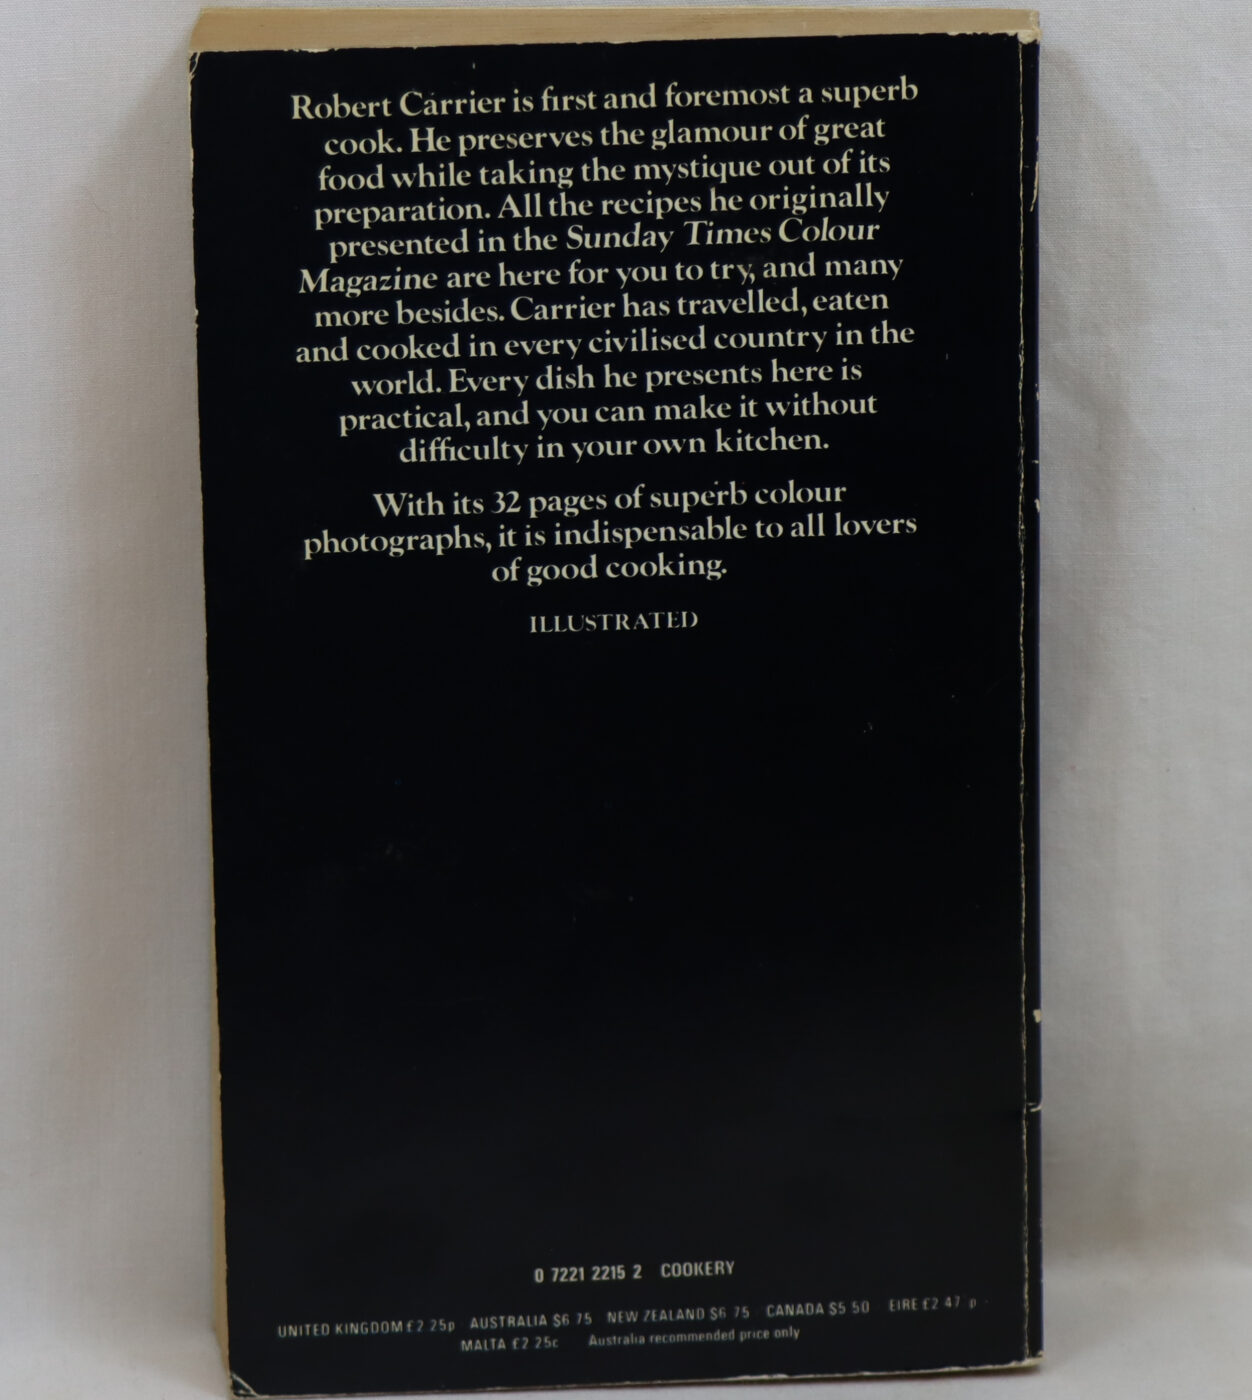 Robert Carrier is first and foremost a superb
cook. He preserves the glamour of great
food while taking the mystique out of its
preparation. All the recipes he originally
presented in the Sunday Times Colour
Magazine are here for you to try, and many
more besides. Carrier has travelled, eaten
and cooked in every civilised country in the
world. Every dish he presents here is
practical, and you can make it without
difficulty in your own kitchen.
With its 32 pages of superb colour
photographs, it is indispensable to all lovers
of good cooking.
ILLUSTRATED
0 7221 2215 2 COOKERY
UNITED KINGDOM £2 25p AUSTRALIA $6 75 NEW ZEALAND $6 75 CANADA $5 50 EIRE £2 47 p
MALTA £2 25c Australia recommended price only